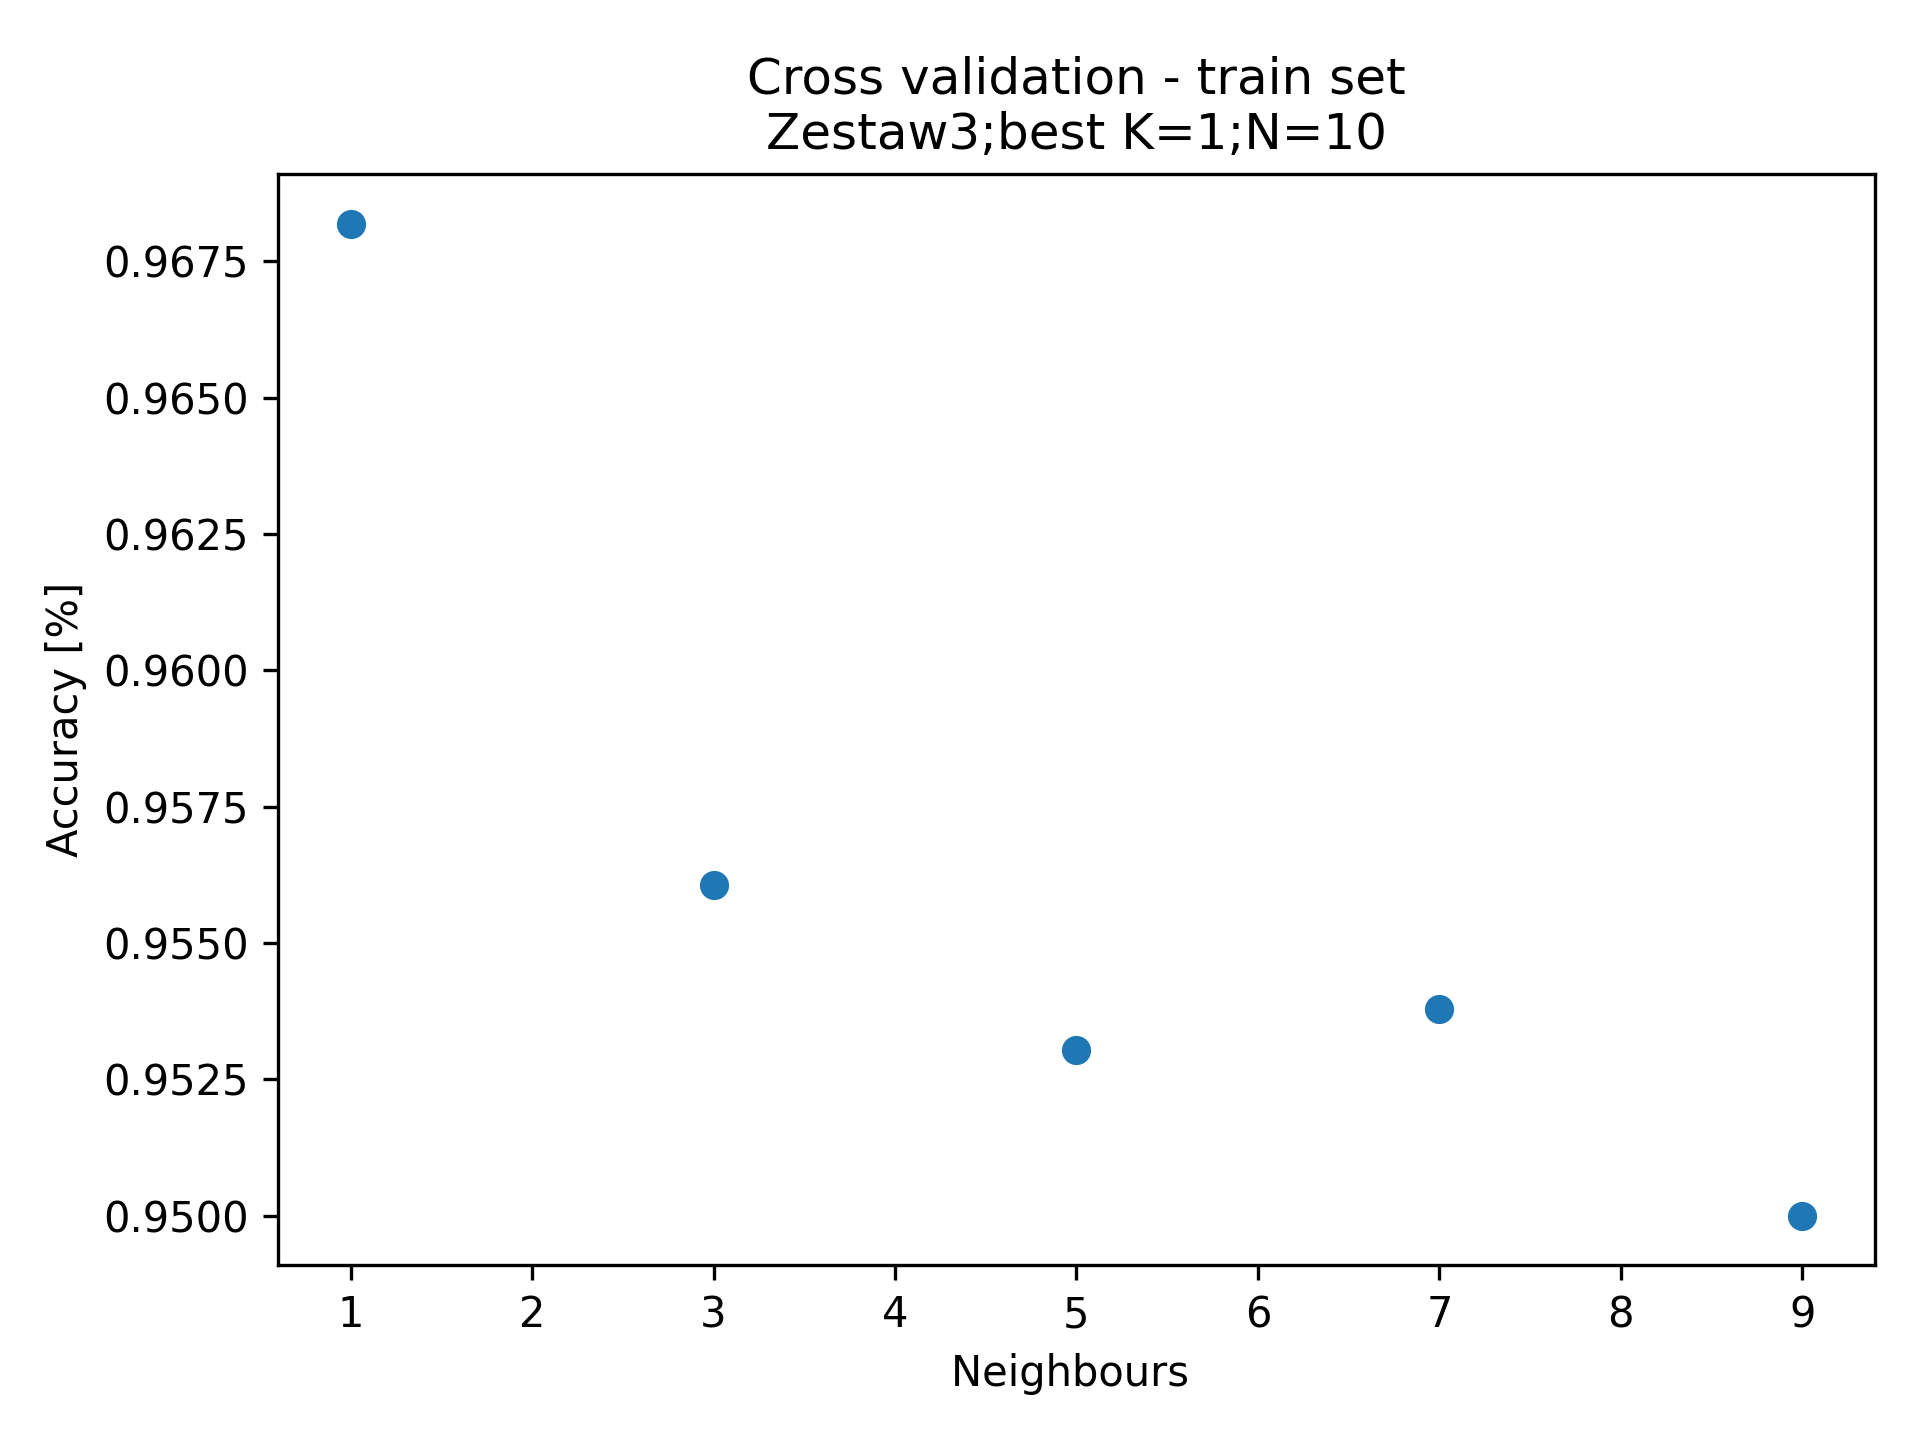 Cross validation - train set
Zestaw3;best K=1;N=10
0.9675
0.9650
0.9625
0.9600
0.9575
0.9550
0.9525
0.9500
Accuracy [%]
1 2 3 4 5 6 7 8 9
Neighbours